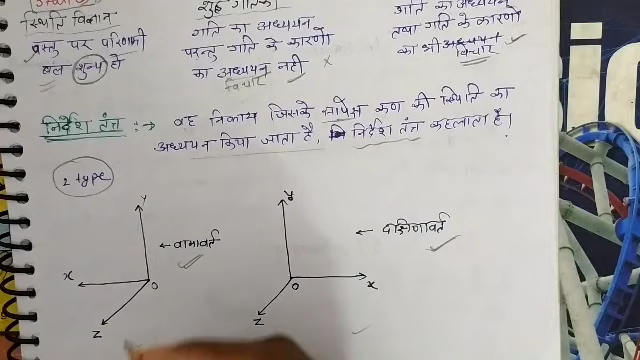 स्थिति विज्ञान
वस्तु पर परिणामी
बल शून्य हो
गति का अध्ययन
परन्तु गति के कारणों
का अध्ययन नहीं
विचार
गति का अध्ययन
तथा गति के कारणों
का भी अध्ययन
विचार
निर्देश तंत्र :→ वह निकाय जिसके सापेक्ष कण की स्थिति का
अध्ययन किया जाता है, निर्देश तंत्र कहलाता है।
2 type
Y
← वामावर्त
X
O
Z
y
← दक्षिणावर्त
O
X
Z